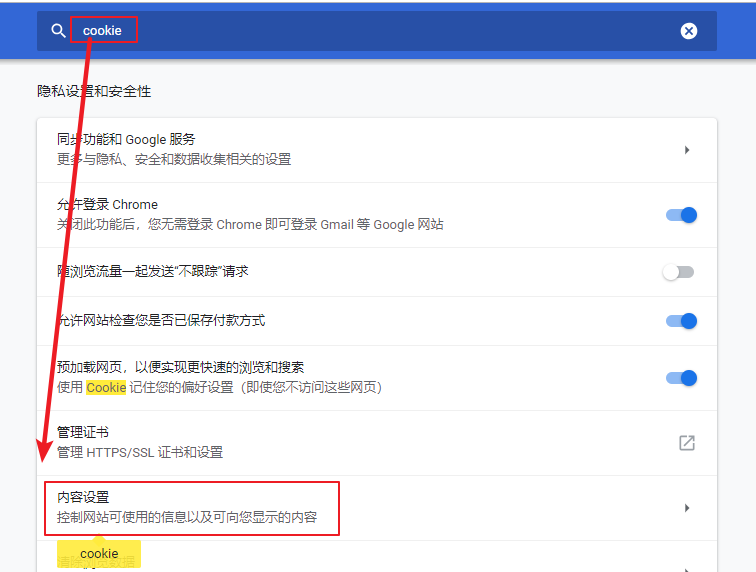 cookie
隐私设置和安全性
同步功能和 Google 服务
更多与隐私、安全和数据收集相关的设置
允许登录 Chrome
关闭此功能后，您无需登录 Chrome 即可登录 Gmail 等 Google 网站
随浏览流量一起发送“不跟踪”请求
允许网站检查您是否已保存付款方式
预加载网页，以便实现更快速的浏览和搜索
使用 Cookie 记住您的偏好设置（即使您不访问这些网页）
管理证书
管理 HTTPS/SSL 证书和设置
内容设置
控制网站可使用的信息以及可向您显示的内容
cookie
清除浏览数据